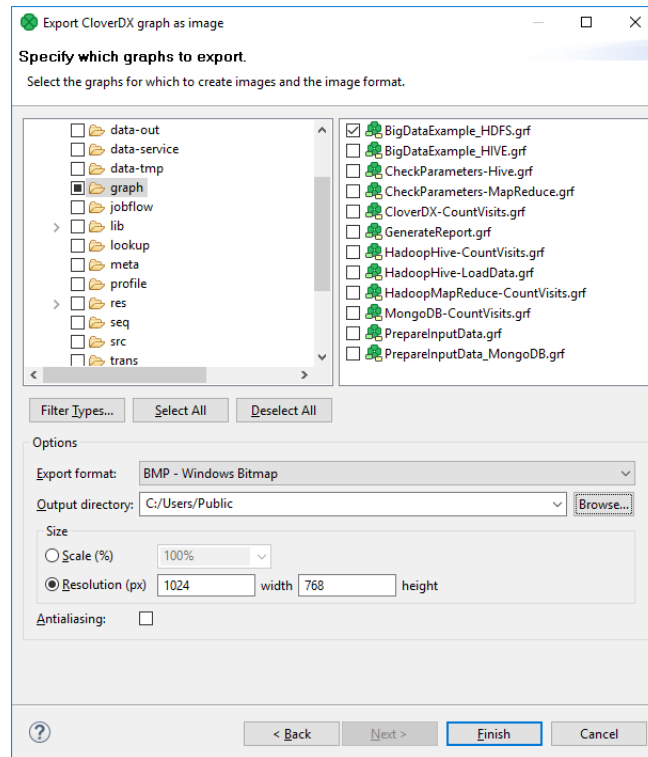 Export CloverDX graph as image
Specify which graphs to export.
Select the graphs for which to create images and the image format.
data-out
data-service
data-tmp
graph
jobflow
lib
lookup
meta
profile
res
seq
src
trans
BigDataExample_HDFS.grf
BigDataExample_HIVE.grf
CheckParameters-Hive.grf
CheckParameters-MapReduce.grf
CloverDX-CountVisits.grf
GenerateReport.grf
HadoopHive-CountVisits.grf
HadoopHive-LoadData.grf
HadoopMapReduce-CountVisits.grf
MongoDB-CountVisits.grf
PrepareInputData.grf
PrepareInputData_MongoDB.grf
Filter Types... Select All Deselect All
Options
Export format: BMP - Windows Bitmap
Output directory: C:/Users/Public Browse...
Size
Scale (%) 100%
Resolution (px) 1024 width 768 height
Antialiasing:
? < Back Next > Finish Cancel